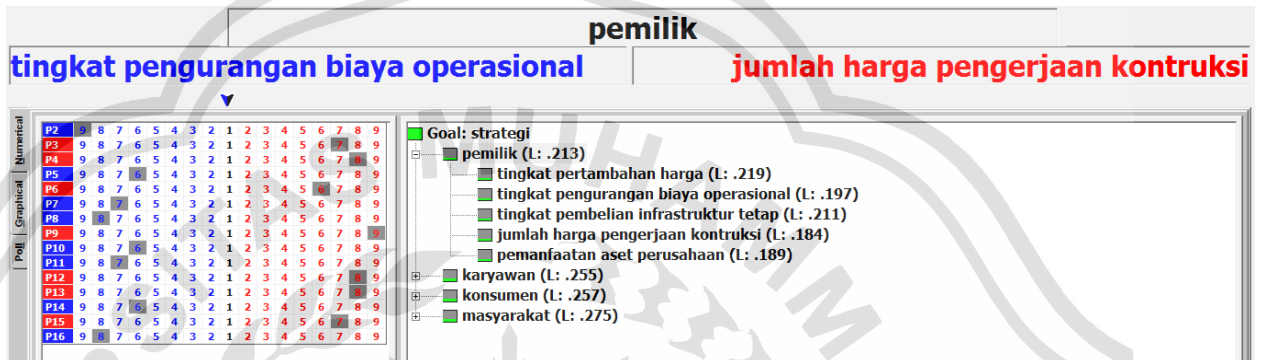 pemilik
tingkat pengurangan biaya operasional jumlah harga pengerjaan kontruksi
Numerical
Graphical
Poll
P2 9 8 7 6 5 4 3 2 1 2 3 4 5 6 7 8 9
P3 9 8 7 6 5 4 3 2 1 2 3 4 5 6 7 8 9
P4 9 8 7 6 5 4 3 2 1 2 3 4 5 6 7 8 9
P5 9 8 7 6 5 4 3 2 1 2 3 4 5 6 7 8 9
P6 9 8 7 6 5 4 3 2 1 2 3 4 5 6 7 8 9
P7 9 8 7 6 5 4 3 2 1 2 3 4 5 6 7 8 9
P8 9 8 7 6 5 4 3 2 1 2 3 4 5 6 7 8 9
P9 9 8 7 6 5 4 3 2 1 2 3 4 5 6 7 8 9
P10 9 8 7 6 5 4 3 2 1 2 3 4 5 6 7 8 9
P11 9 8 7 6 5 4 3 2 1 2 3 4 5 6 7 8 9
P12 9 8 7 6 5 4 3 2 1 2 3 4 5 6 7 8 9
P13 9 8 7 6 5 4 3 2 1 2 3 4 5 6 7 8 9
P14 9 8 7 6 5 4 3 2 1 2 3 4 5 6 7 8 9
P15 9 8 7 6 5 4 3 2 1 2 3 4 5 6 7 8 9
P16 9 8 7 6 5 4 3 2 1 2 3 4 5 6 7 8 9
Goal: strategi
pemilik (L: .213)
tingkat pertambahan harga (L: .219)
tingkat pengurangan biaya operasional (L: .197)
tingkat pembelian infrastruktur tetap (L: .211)
jumlah harga pengerjaan kontruksi (L: .184)
pemanfaatan aset perusahaan (L: .189)
karyawan (L: .255)
konsumen (L: .257)
masyarakat (L: .275)
SITAS MUHAMM